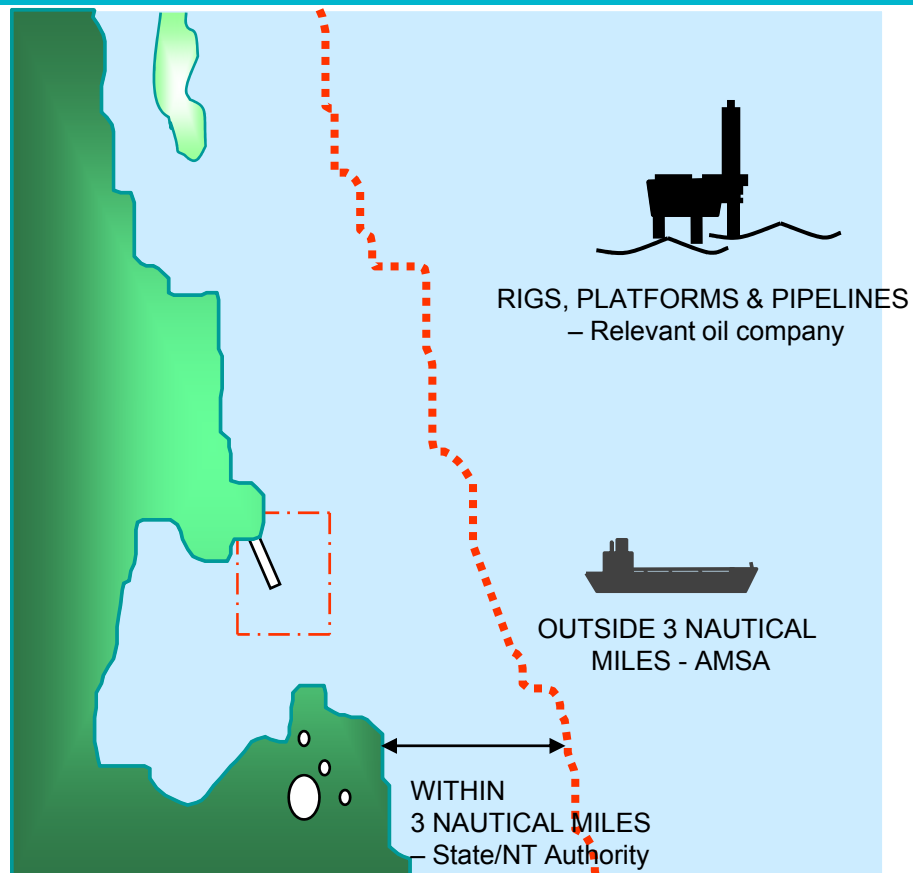 RIGS, PLATFORMS & PIPELINES
– Relevant oil company
OUTSIDE 3 NAUTICAL
MILES - AMSA
WITHIN
3 NAUTICAL MILES
– State/NT Authority